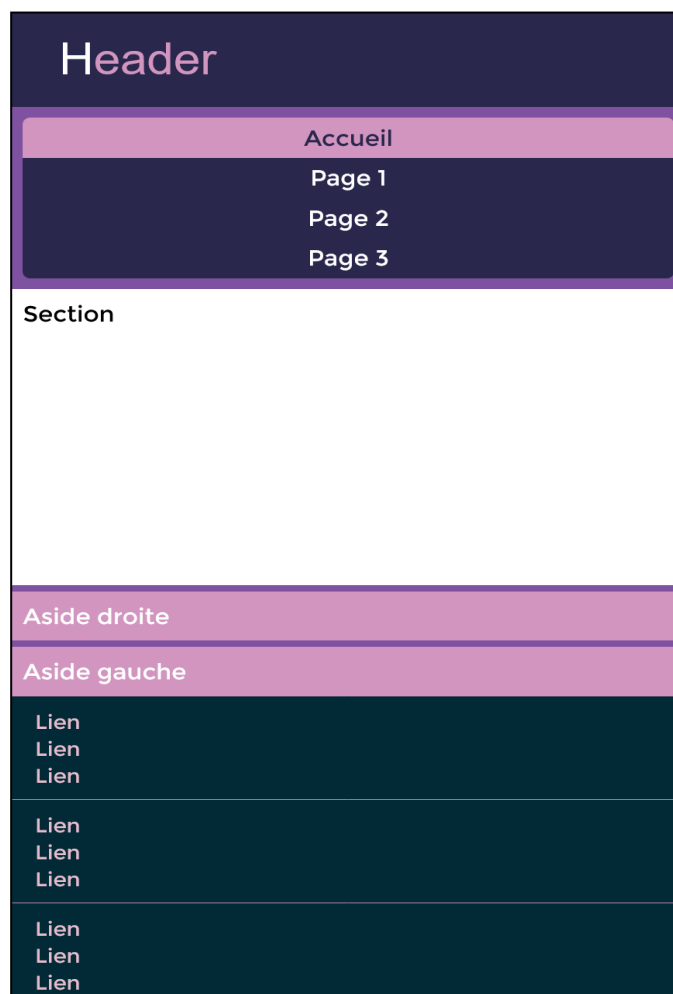 Header
Accueil
Page 1
Page 2
Page 3
Section
Aside droite
Aside gauche
Lien
Lien
Lien
Lien
Lien
Lien
Lien
Lien
Lien